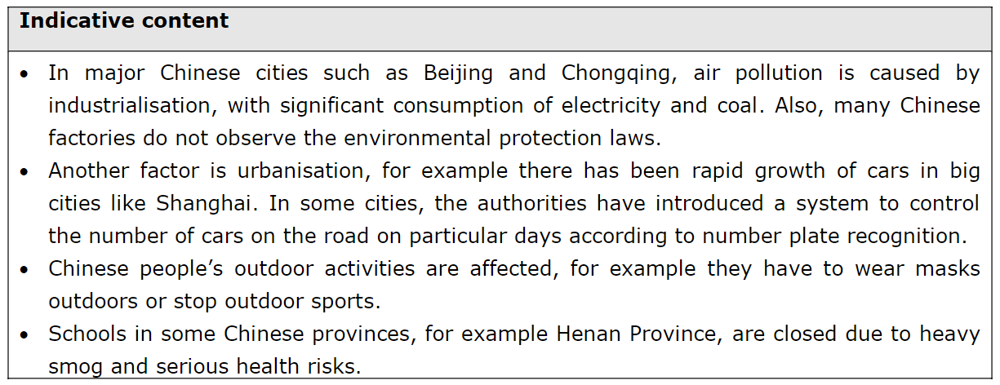 Indicative content
• In major Chinese cities such as Beijing and Chongqing, air pollution is caused by
industrialisation, with significant consumption of electricity and coal. Also, many Chinese
factories do not observe the environmental protection laws.
• Another factor is urbanisation, for example there has been rapid growth of cars in big
cities like Shanghai. In some cities, the authorities have introduced a system to control
the number of cars on the road on particular days according to number plate recognition.
• Chinese people’s outdoor activities are affected, for example they have to wear masks
outdoors or stop outdoor sports.
• Schools in some Chinese provinces, for example Henan Province, are closed due to heavy
smog and serious health risks.